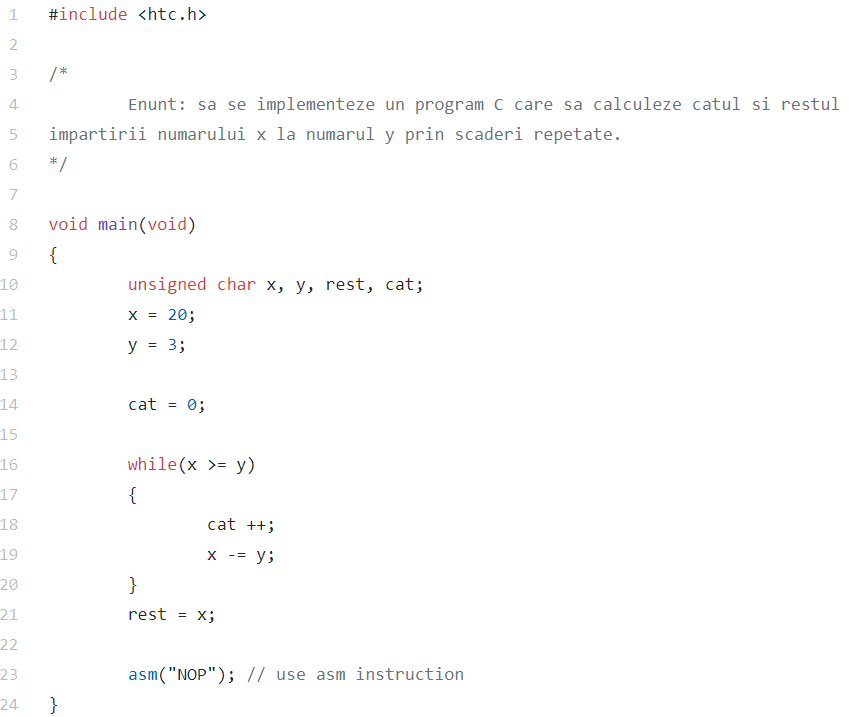 1 #include <htc.h>
2
3 /*
4 Enunt: sa se implementeze un program C care sa calculeze catul si restul
5 impartirii numarului x la numarul y prin scaderi repetate.
6 */
7
8 void main(void)
9 {
10 unsigned char x, y, rest, cat;
11 x = 20;
12 y = 3;
13
14 cat = 0;
15
16 while(x >= y)
17 {
18 cat ++;
19 x -= y;
20 }
21 rest = x;
22
23 asm("NOP"); // use asm instruction
24 }